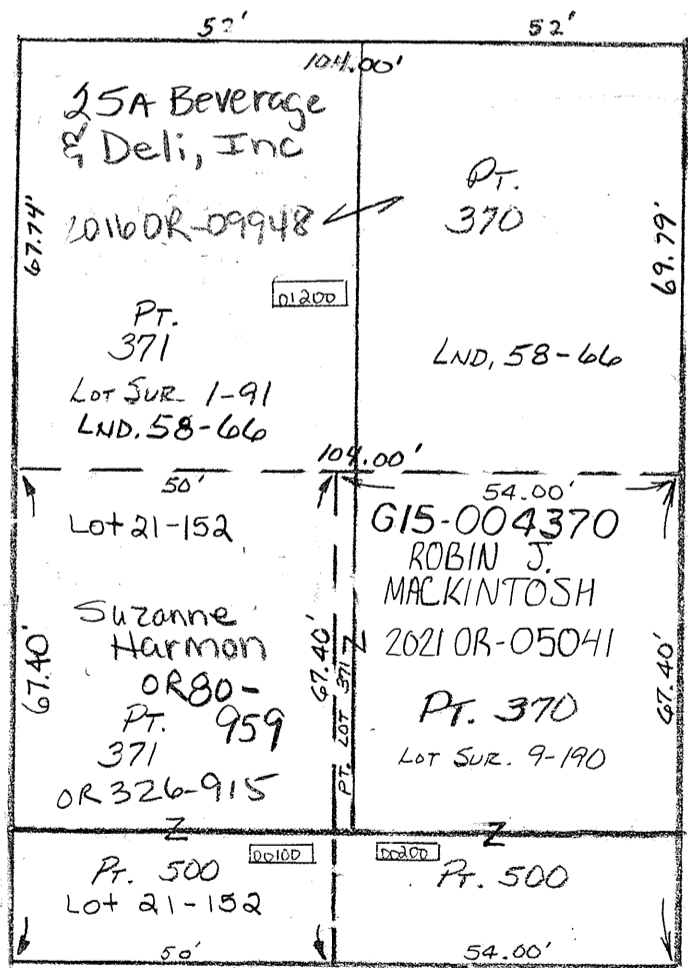 52'
52'
104.00'
25A Beverage
& Deli, Inc
2016OR-09948
67.74'
01200
PT.
371
LOT SUR. 1-91
LND. 58-66
PT.
370
69.79'
LND, 58-66
104.00'
50'
54.00'
Lot 21-152
Suzanne
Harmon
OR80-
959
PT.
371
OR 326-915
67.40'
67.40'
PT. LOT 371
Z
G15-004370
ROBIN J.
MACKINTOSH
2021 OR-05041
PT. 370
LOT SUR. 9-190
67.40'
Z
Z
00100
00200
PT. 500
Lot 21-152
PT. 500
50'
54.00'